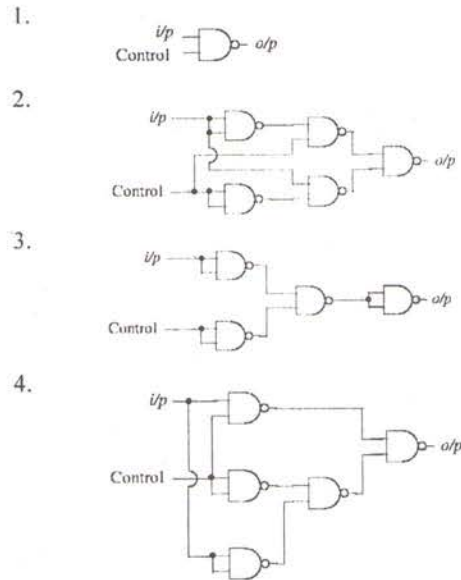 1.
i/p
Control
o/p
2.
i/p
Control
o/p
3.
i/p
Control
o/p
4.
i/p
Control
o/p